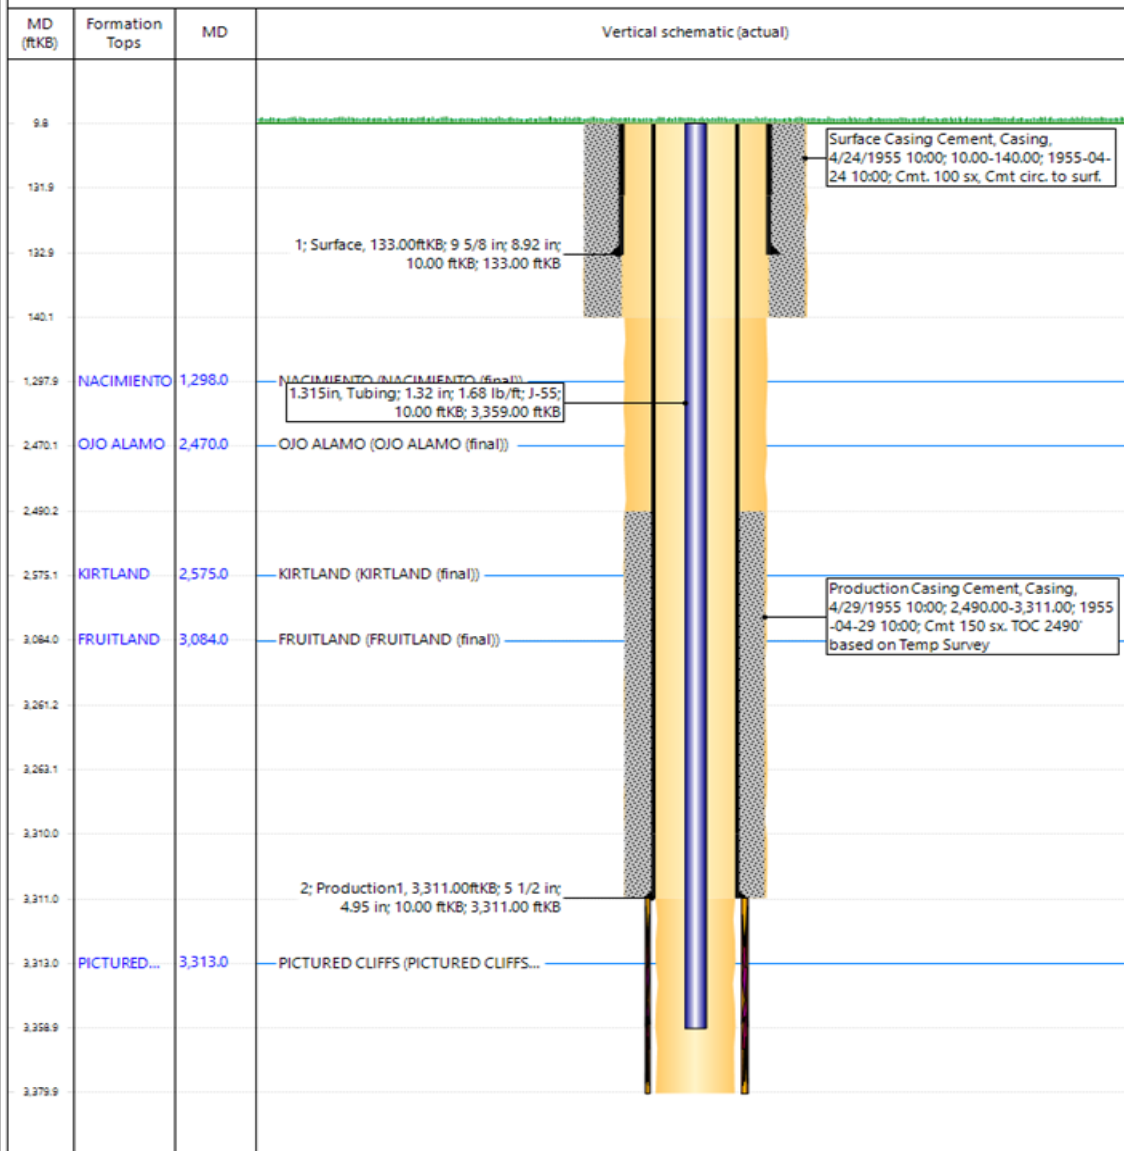 MD
(ftKB)
Formation
Tops
MD
Vertical schematic (actual)
9.8
Surface Casing Cement, Casing,
4/24/1955 10:00; 10.00-140.00; 1955-04-
24 10:00; Cmt. 100 sx, Cmt circ. to surf.
131.9
132.9
1; Surface, 133.00ftKB; 9 5/8 in; 8.92 in;
10.00 ftKB; 133.00 ftKB
140.1
1,297.9
NACIMIENTO
1,298.0
NACIMIENTO (NACIMIENTO (final))
1.315in, Tubing; 1.32 in; 1.68 lb/ft; J-55;
10.00 ftKB; 3,359.00 ftKB
2,470.1
OJO ALAMO
2,470.0
OJO ALAMO (OJO ALAMO (final))
2,490.2
2,575.1
KIRTLAND
2,575.0
KIRTLAND (KIRTLAND (final))
Production Casing Cement, Casing,
4/29/1955 10:00; 2,490.00-3,311.00; 1955
-04-29 10:00; Cmt 150 sx. TOC 2490'
based on Temp Survey
3,084.0
FRUITLAND
3,084.0
FRUITLAND (FRUITLAND (final))
3,261.2
3,263.1
3,310.0
2; Production1, 3,311.00ftKB; 5 1/2 in;
4.95 in; 10.00 ftKB; 3,311.00 ftKB
3,311.0
3,313.0
PICTURED...
3,313.0
PICTURED CLIFFS (PICTURED CLIFFS...
3,358.9
3,379.9